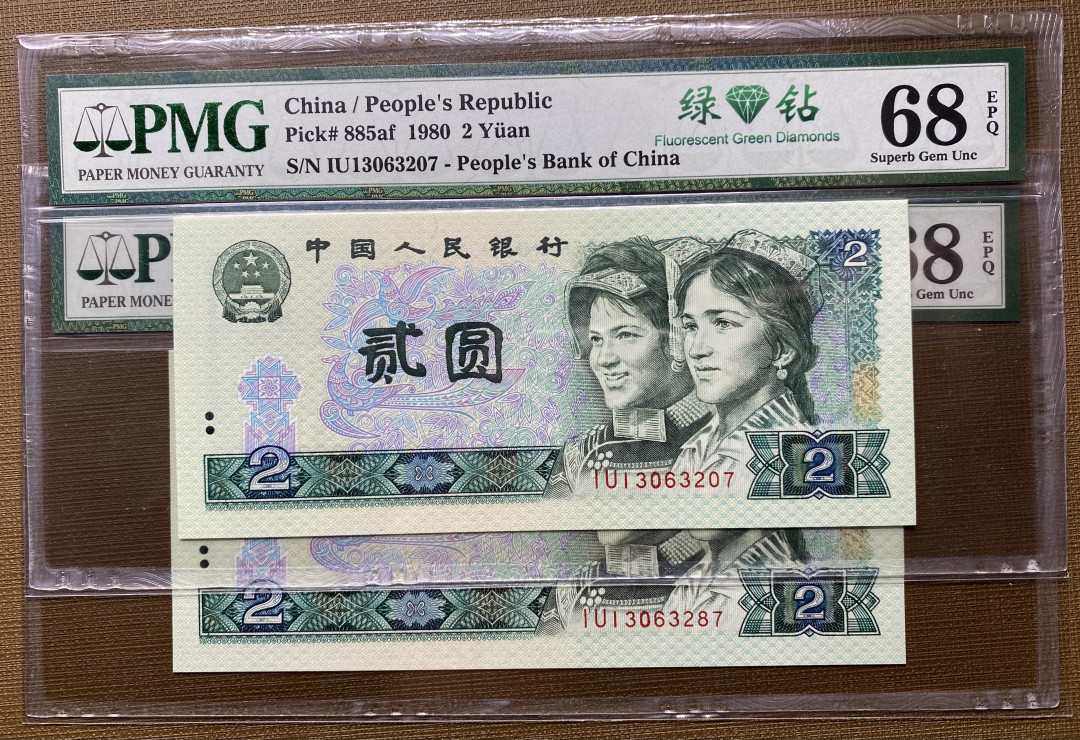 PMG
PAPER MONEY GUARANTY
China / People's Republic
Pick# 885af 1980 2 Yüan
S/N IU13063207 - People's Bank of China
绿钻
Fluorescent Green Diamonds
68
Superb Gem Unc
EPQ
中国人民银行
2
贰圆
2
IU13063207
2
P
PAPER MONE
68
Gem Unc
EPQ
2
IU13063287
2